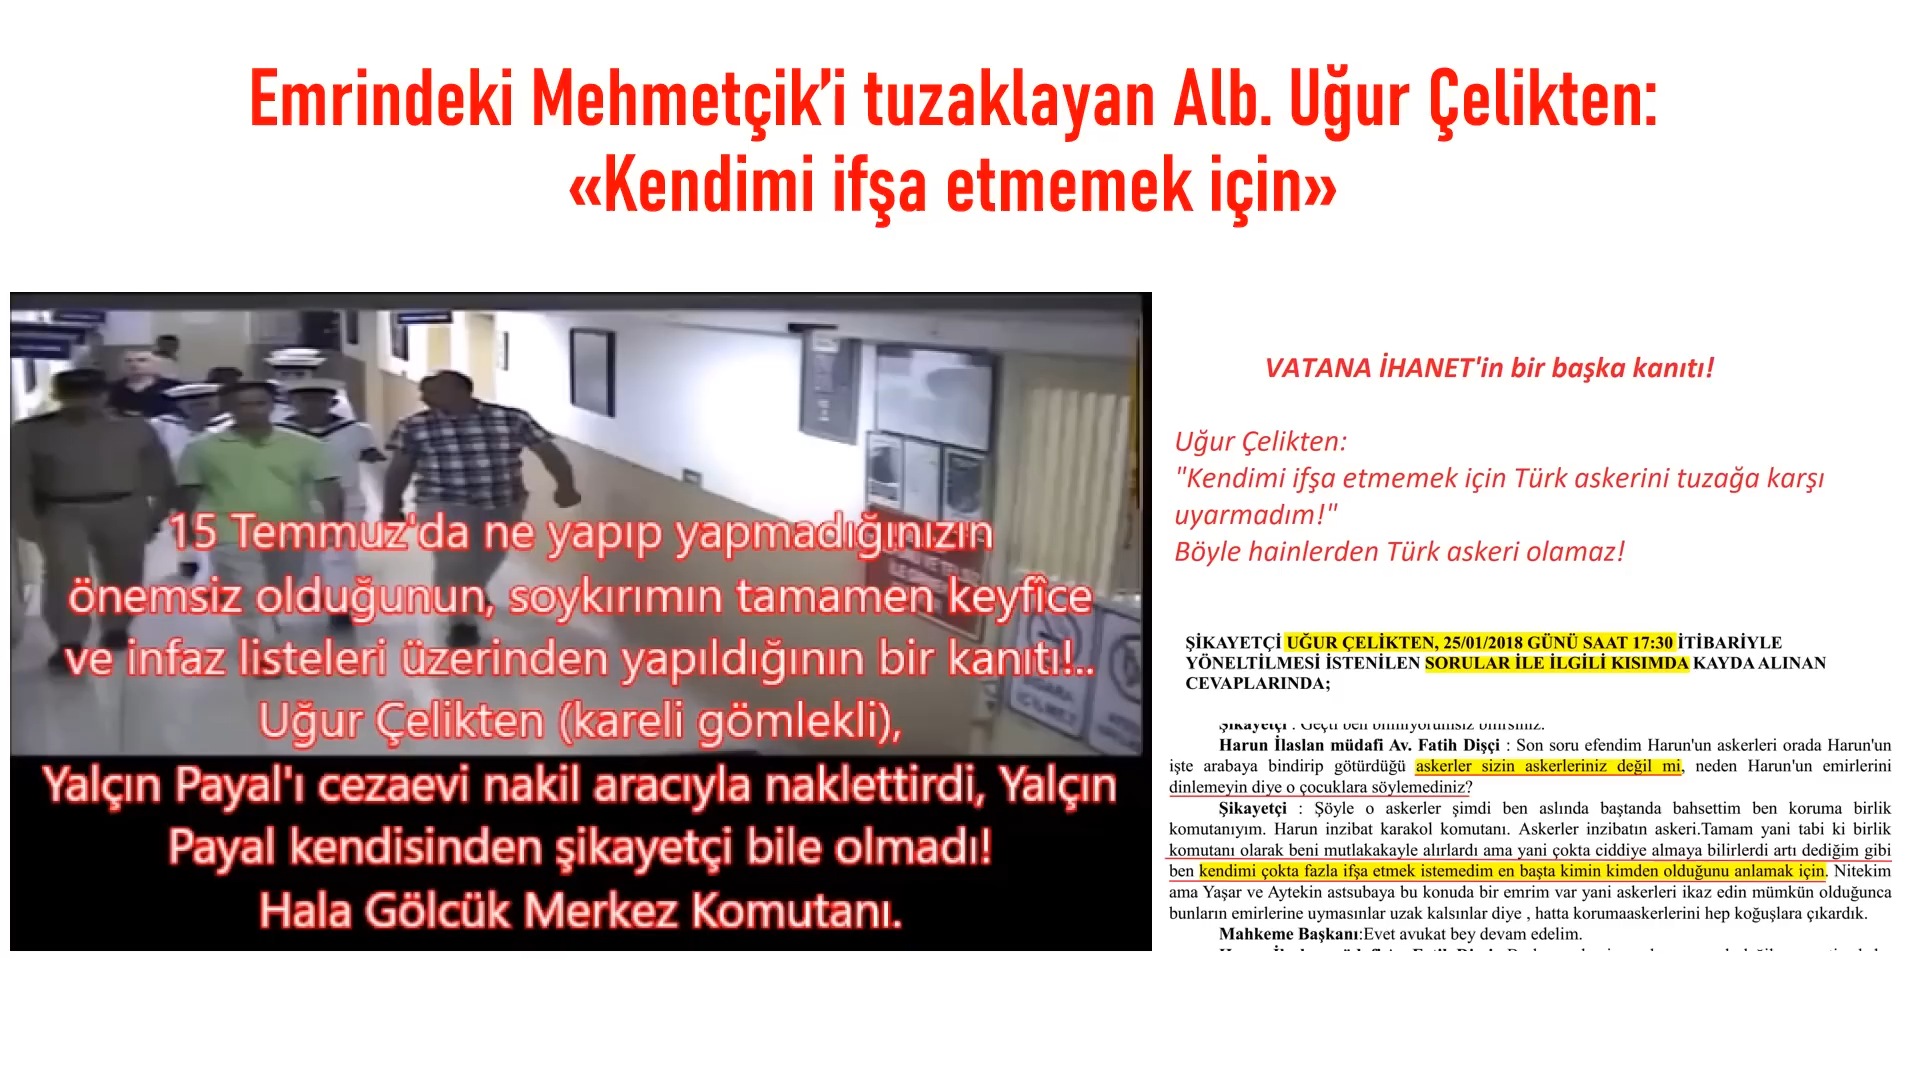 Emrindeki Mehmetçik’i tuzaklayan Alb. Uğur Çelikten:
«Kendimi ifşa etmemek için»
15 Temmuz'da ne yapıp yapmadığınızın
önemsiz olduğunun, soykırımın tamamen keyfîce
ve infaz listeleri üzerinden yapıldığının bir kanıtı!..
Uğur Çelikten (kareli gömlekli),
Yalçın Payal'ı cezaevi nakil aracıyla naklettirdi, Yalçın
Payal kendisinden şikayetçi bile olmadı!
Hala Gölcük Merkez Komutanı.
VATANA İHANET'in bir başka kanıtı!
Uğur Çelikten:
"Kendimi ifşa etmemek için Türk askerini tuzağa karşı
uyarmadım!"
Böyle hainlerden Türk askeri olamaz!
ŞİKAYETÇİ UĞUR ÇELİKTEN, 25/01/2018 GÜNÜ SAAT 17:30 İTİBARİYLE
YÖNELTİLMESİ İSTENİLEN SORULAR İLE İLGİLİ KISIMDA KAYDA ALINAN
CEVAPLARINDA;
Şikayetçi : Geçti ben bilmiyorumsiz bilirsiniz.
Harun İlaslan müdafi Av. Fatih Dişçi : Son soru efendim Harun'un askerleri orada Harun'un
işte arabaya bindirip götürdüğü askerler sizin askerleriniz değil mi, neden Harun'un emirlerini
dinlemeyin diye o çocuklara söylemediniz?
Şikayetçi : Şöyle o askerler şimdi ben aslında baştanda bahsettim ben koruma birlik
komutanıyım. Harun inzibat karakol komutanı. Askerler inzibatın askeri.Tamam yani tabi ki birlik
komutanı olarak beni mutlakakayle alırlardı ama yani çokta ciddiye almaya bilirlerdi artı dediğim gibi
ben kendimi çokta fazla ifşa etmek istemedim en başta kimin kimden olduğunu anlamak için. Nitekim
ama Yaşar ve Aytekin astsubaya bu konuda bir emrim var yani askerleri ikaz edin mümkün olduğunca
bunların emirlerine uymasınlar uzak kalsınlar diye , hatta korumaaskerlerini hep koğuşlara çıkardık.
Mahkeme Başkanı:Evet avukat bey devam edelim.